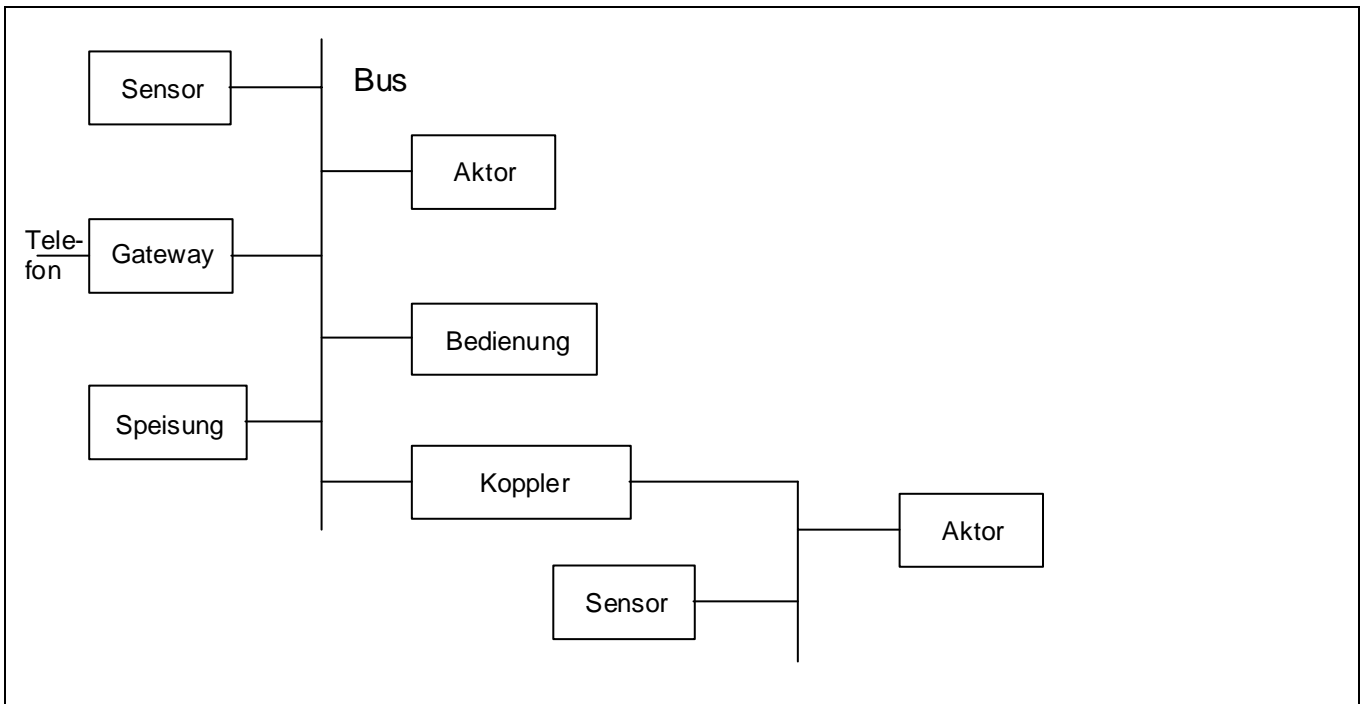 Sensor
Bus
Aktor
Tele-
fon
Gateway
Bedienung
Speisung
Koppler
Aktor
Sensor